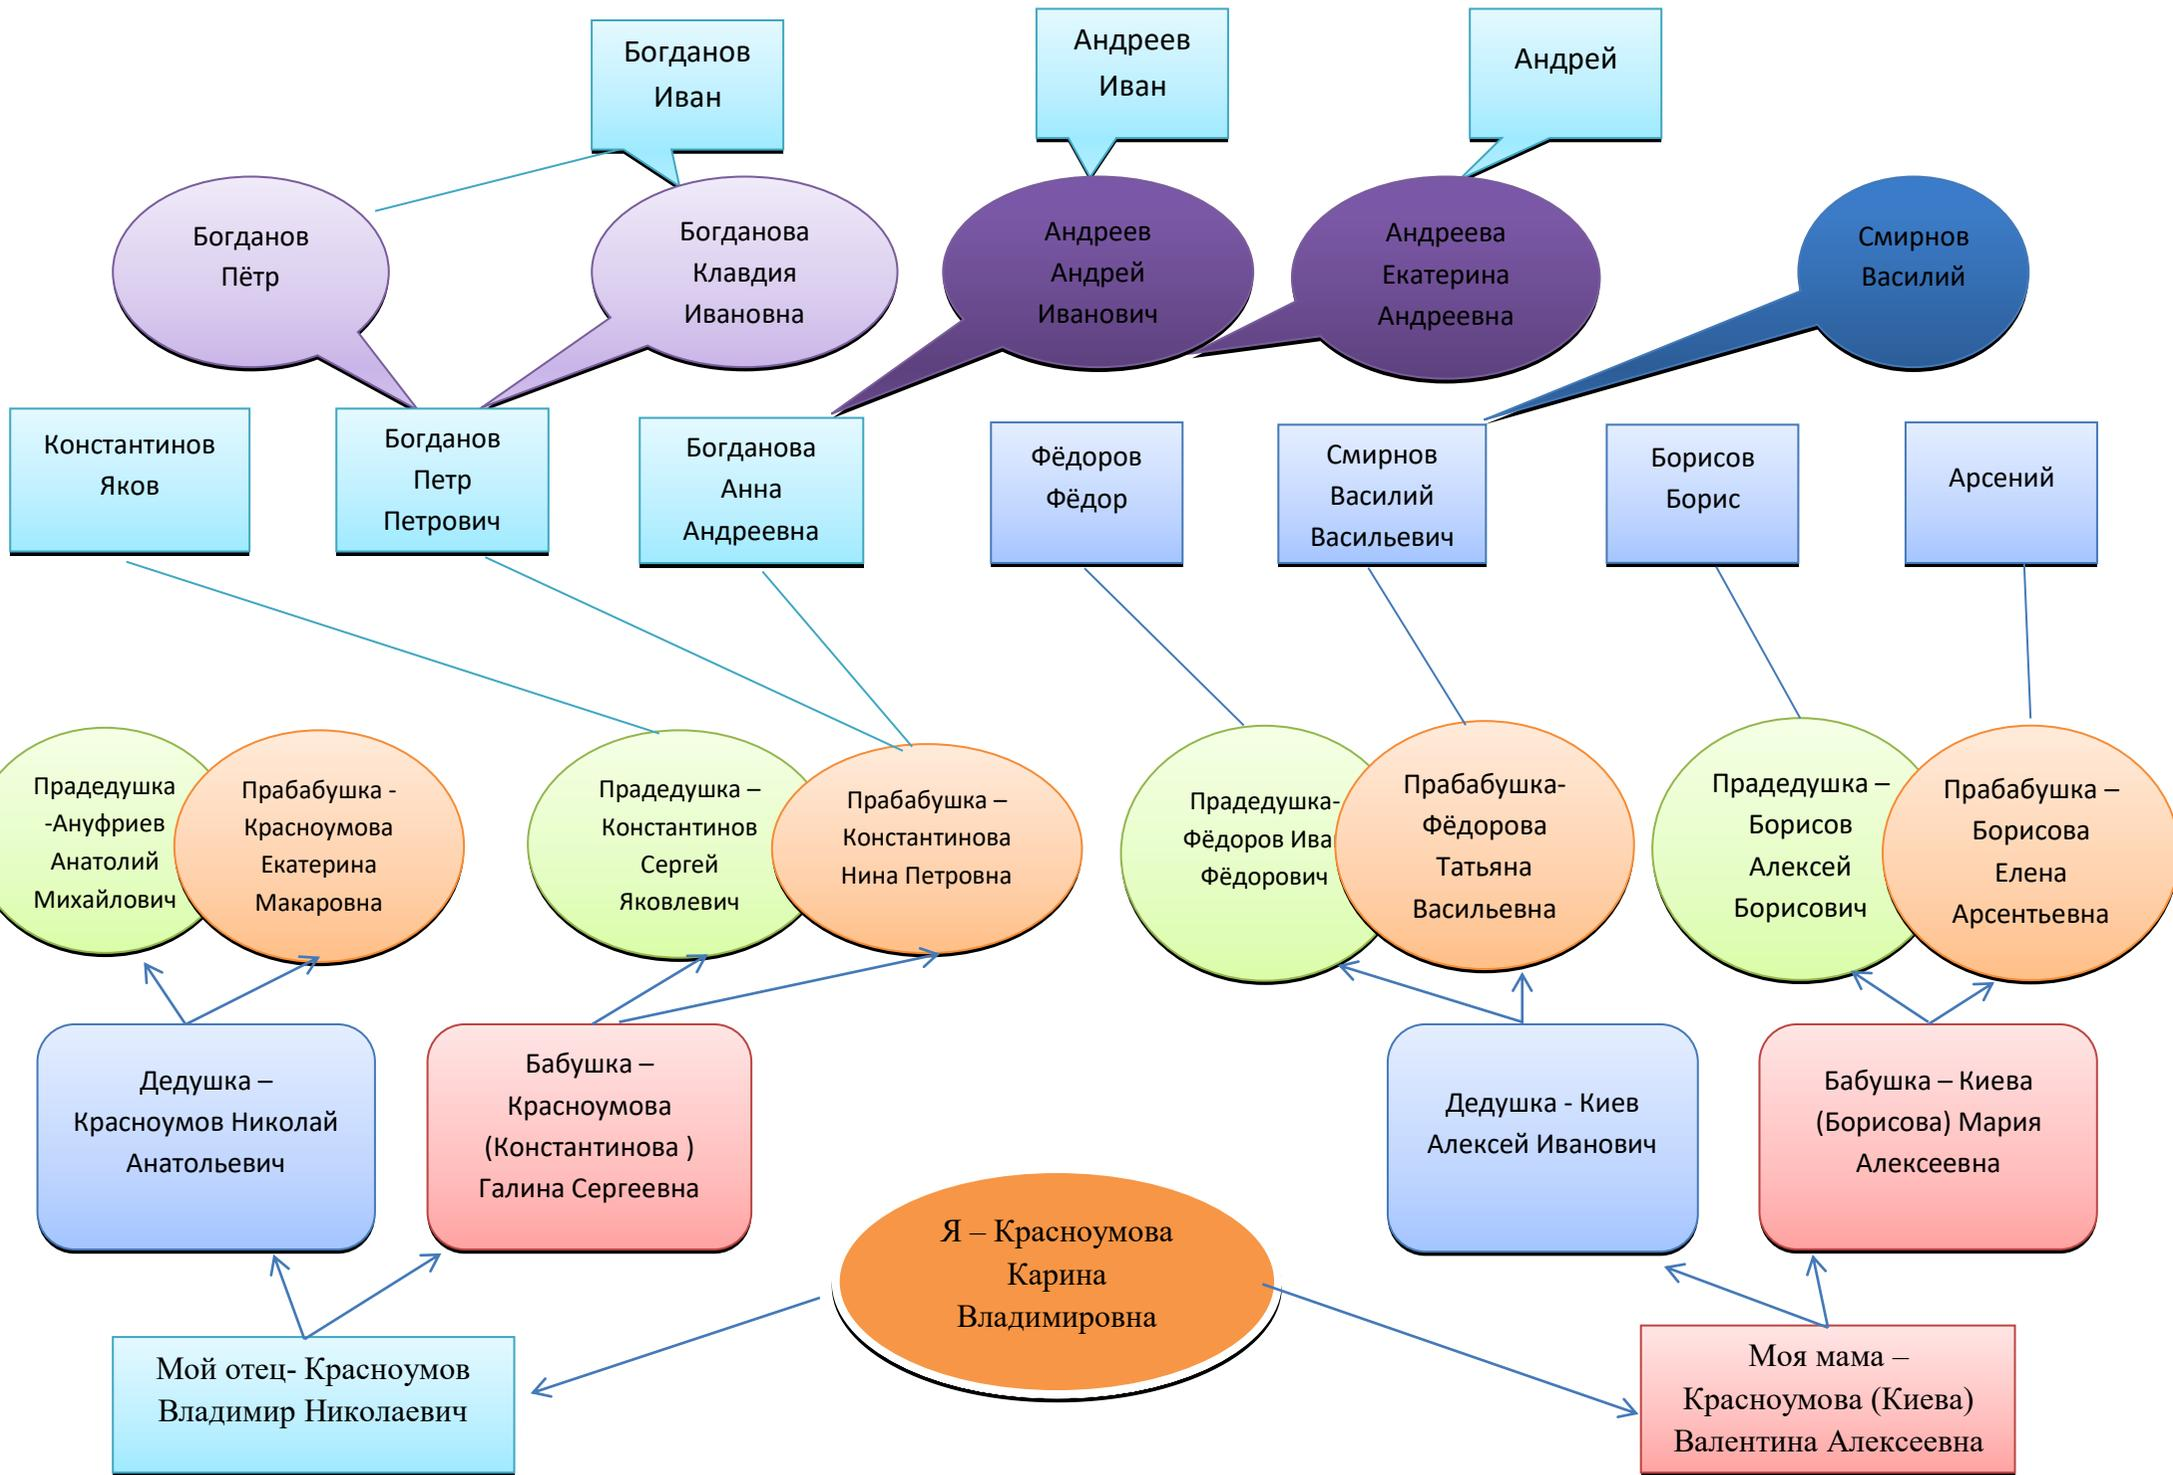 Богданов
Иван
Андреев
Иван
Андрей
Богданов
Пётр
Богданова
Клавдия
Ивановна
Андреев
Андрей
Иванович
Андреева
Екатерина
Андреевна
Смирнов
Василий
Константинов
Яков
Богданов
Петр
Петрович
Богданова
Анна
Андреевна
Фёдоров
Фёдор
Смирнов
Василий
Васильевич
Борисов
Борис
Арсений
Прадедушка
-Ануфриев
Анатолий
Михайлович
Прабабушка -
Красноумова
Екатерина
Макаровна
Прадедушка –
Константинов
Сергей
Яковлевич
Прабабушка –
Константинова
Нина Петровна
Прадедушка-
Фёдоров Ива
Фёдорович
Прабабушка-
Фёдорова
Татьяна
Васильевна
Прадедушка –
Борисов
Алексей
Борисович
Прабабушка –
Борисова
Елена
Арсентьевна
Дедушка –
Красноумов Николай
Анатольевич
Бабушка –
Красноумова
(Константинова )
Галина Сергеевна
Дедушка - Киев
Алексей Иванович
Бабушка – Киева
(Борисова) Мария
Алексеевна
Я – Красноумова
Карина
Владимировна
Мой отец- Красноумов
Владимир Николаевич
Моя мама –
Красноумова (Киева)
Валентина Алексеевна